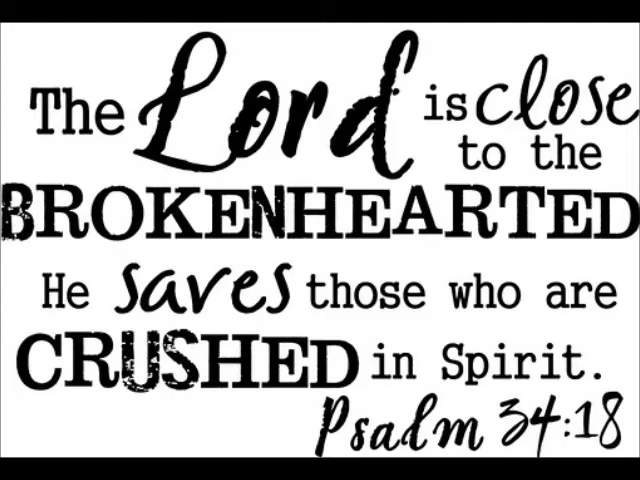 The Lord is close
to the
BROKENHEARTED
He saves those who are
CRUSHED in Spirit.
Psalm 34:18